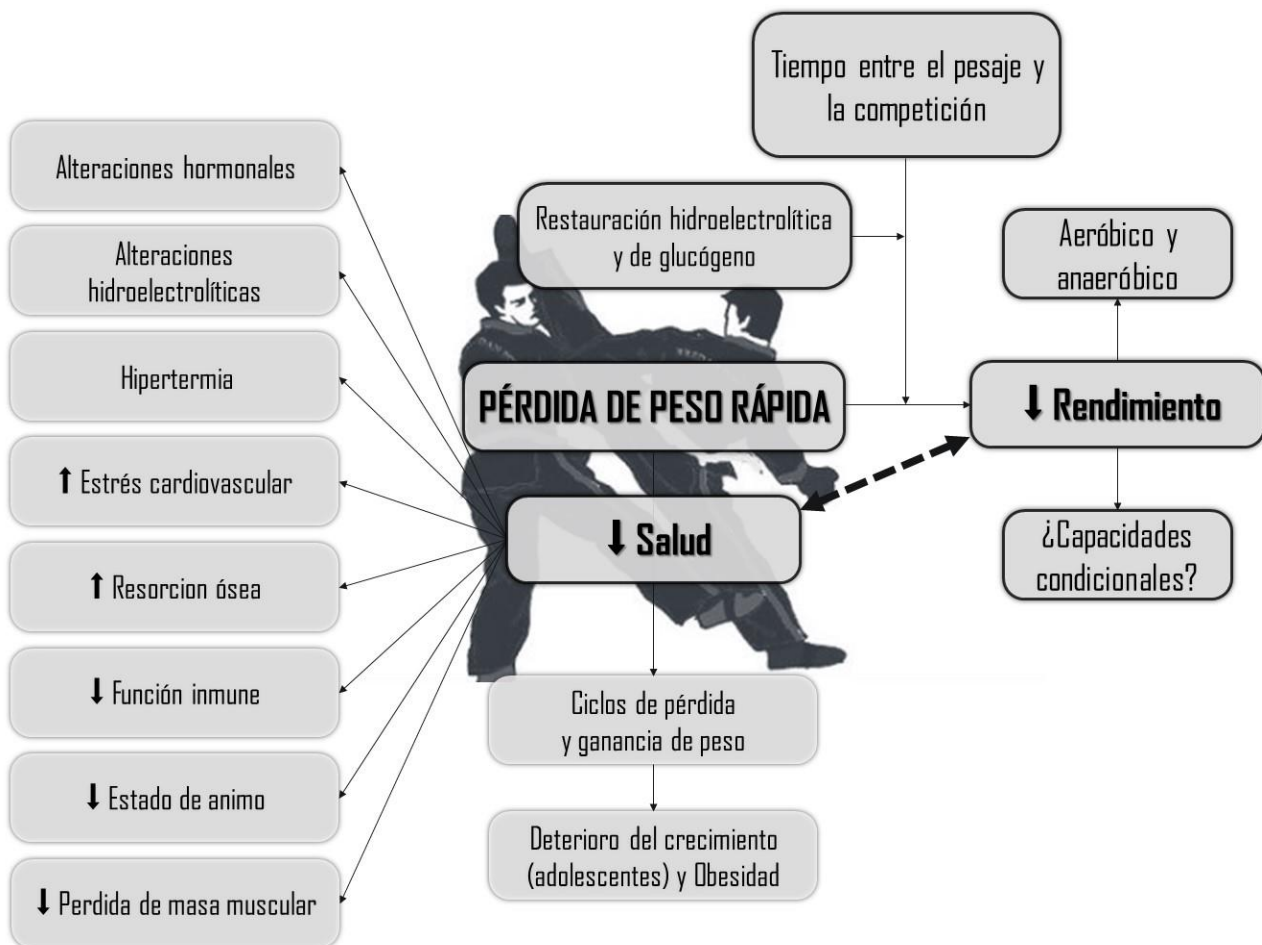 Tiempo entre el pesaje y
la competición
Alteraciones hormonales
Restauración hidroelectrolítica
y de glucógeno
Aeróbico y
anaeróbico
Alteraciones
hidroelectrolíticas
Hipertermia
PÉRDIDA DE PESO RÁPIDA
↓ Rendimiento
↑ Estrés cardiovascular
↓ Salud
¿Capacidades
condicionales?
↑ Resorcion ósea
↓ Función inmune
Ciclos de pérdida
y ganancia de peso
↓ Estado de animo
Deterioro del crecimiento
(adolescentes) y Obesidad
↓ Perdida de masa muscular